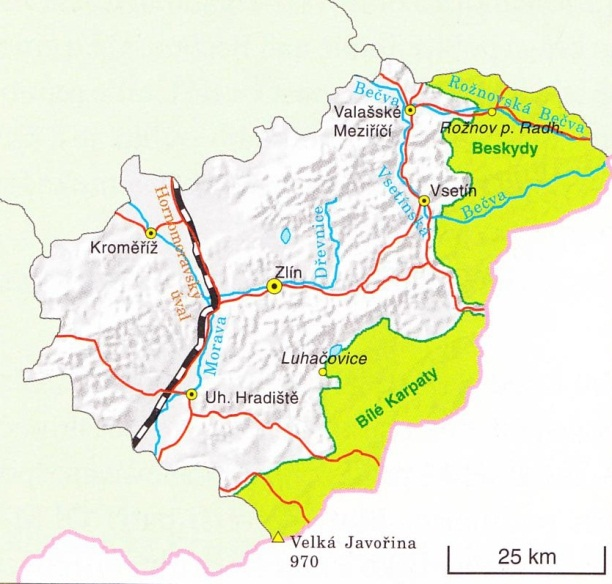 Rožnovská Bečva
Bečva
Valašské
Meziříčí
Rožnov p. Radh.
Beskydy
Vsetínská
Vsetín
Bečva
Hornomoravský
úval
Kroměříž
Dřevnice
Zlín
Morava
Luhačovice
Uh. Hradiště
Bílé Karpaty
Velká Javořina
970
25 km